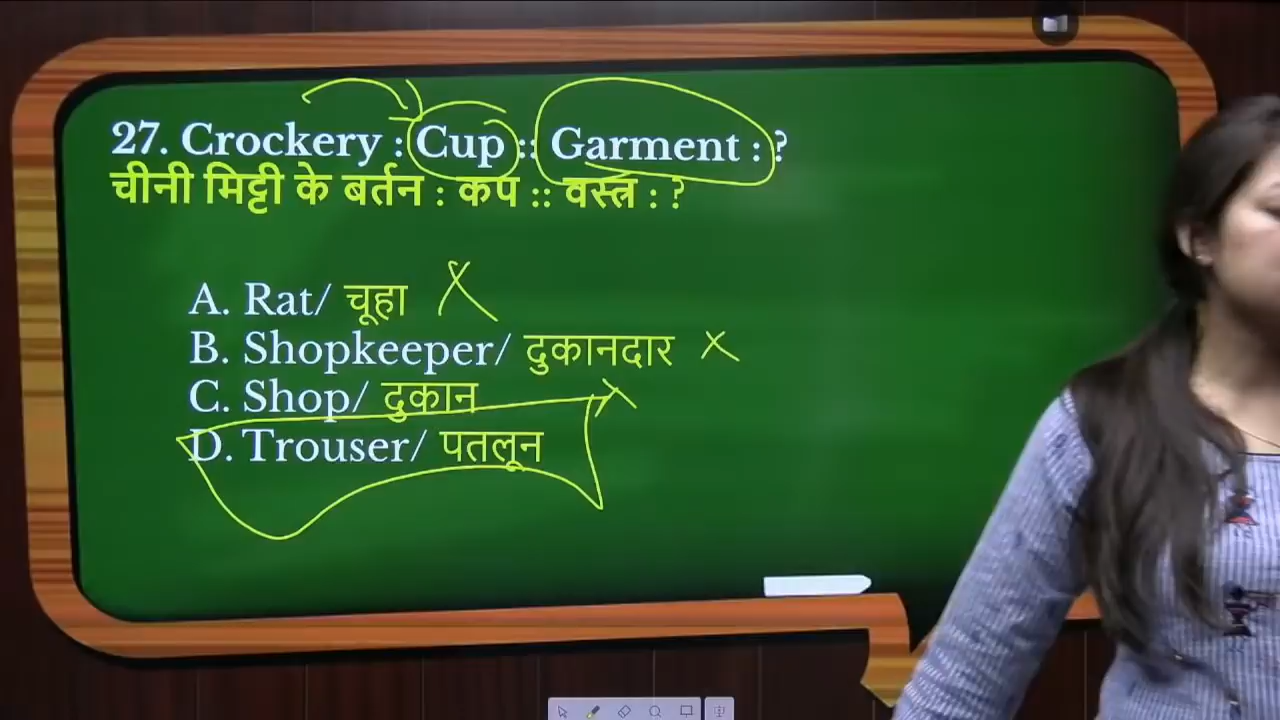 27. Crockery : Cup :: Garment : ?
चीनी मिट्टी के बर्तन : कप :: वस्त्र : ?
A. Rat/ चूहा
B. Shopkeeper/ दुकानदार
C. Shop/ दुकान
D. Trouser/ पतलून